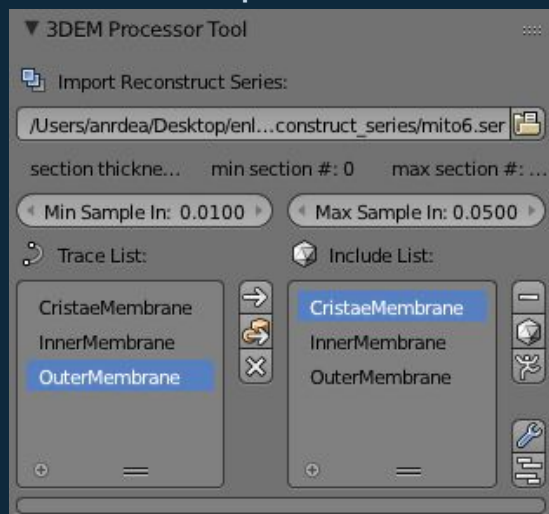 3DEM Processor Tool
Import Reconstruct Series:
/Users/anrdea/Desktop/enl...construct_series/mito6.ser
section thickne... min section #: 0 max section #: ...
Min Sample In: 0.0100 Max Sample In: 0.0500
Trace List: Include List:
CristaeMembrane CristaeMembrane
InnerMembrane InnerMembrane
OuterMembrane OuterMembrane